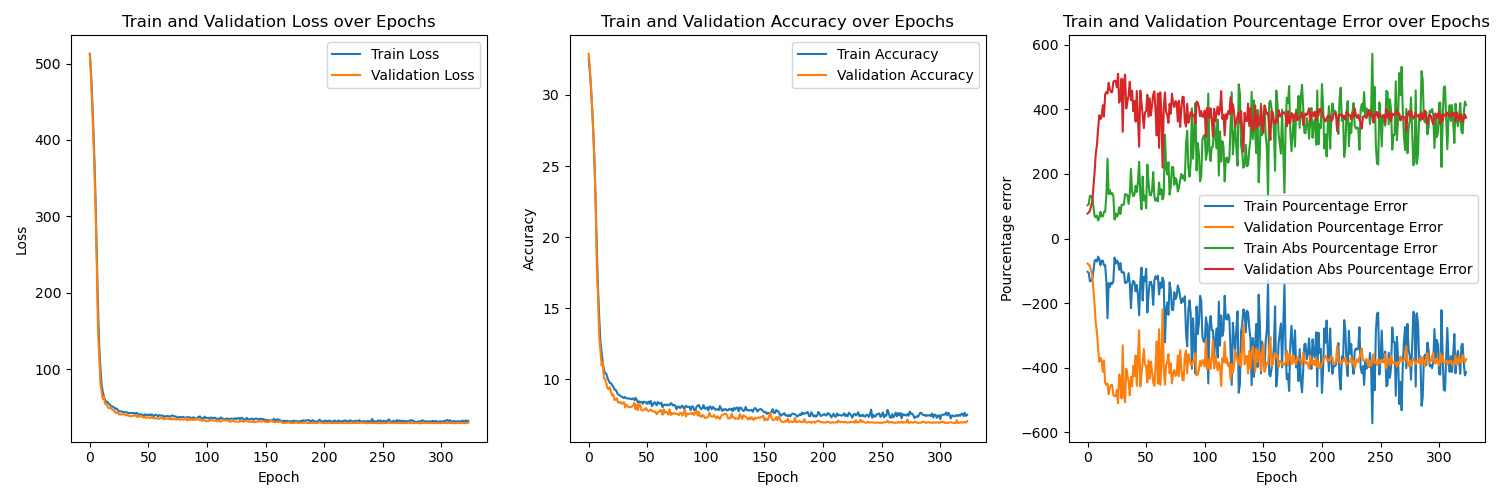 Train and Validation Loss over Epochs
Train Loss
Validation Loss
500
400
300
200
100
0
50
100
150
200
250
300
Loss
Epoch
Train and Validation Accuracy over Epochs
Train Accuracy
Validation Accuracy
30
25
20
15
10
0
50
100
150
200
250
300
Accuracy
Epoch
Train and Validation Pourcentage Error over Epochs
600
400
200
0
−200
−400
−600
Train Pourcentage Error
Validation Pourcentage Error
Train Abs Pourcentage Error
Validation Abs Pourcentage Error
0
50
100
150
200
250
300
Pourcentage error
Epoch